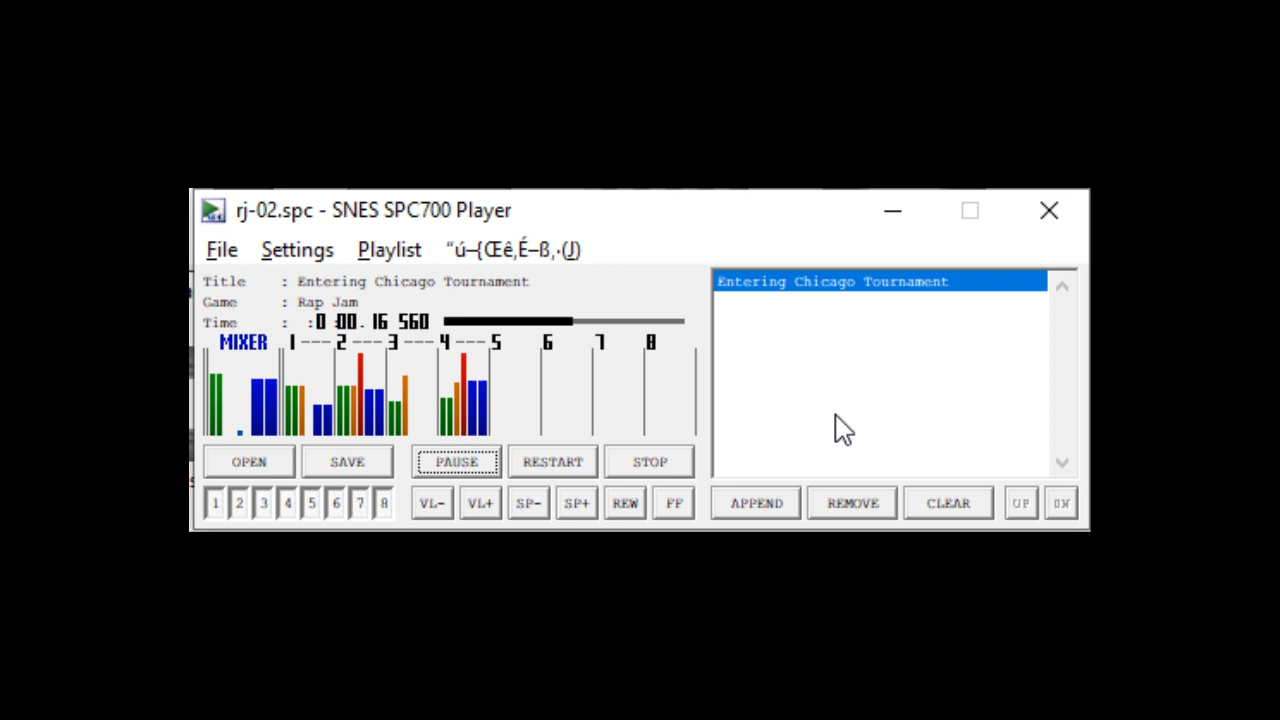 rj-02.spc - SNES SPC700 Player
File Settings Playlist “ú–{Œê‚É–ß‚·(J)
Title : Entering Chicago Tournament
Game : Rap Jam
Time : :0 :00. 16 560
MIXER 1 --- 2 --- 3 --- 4 --- 5 6 7 8
OPEN SAVE PAUSE RESTART STOP
1 2 3 4 5 6 7 8 VL- VL+ SP- SP+ REW FF
Entering Chicago Tournament
APPEND REMOVE CLEAR UP DW